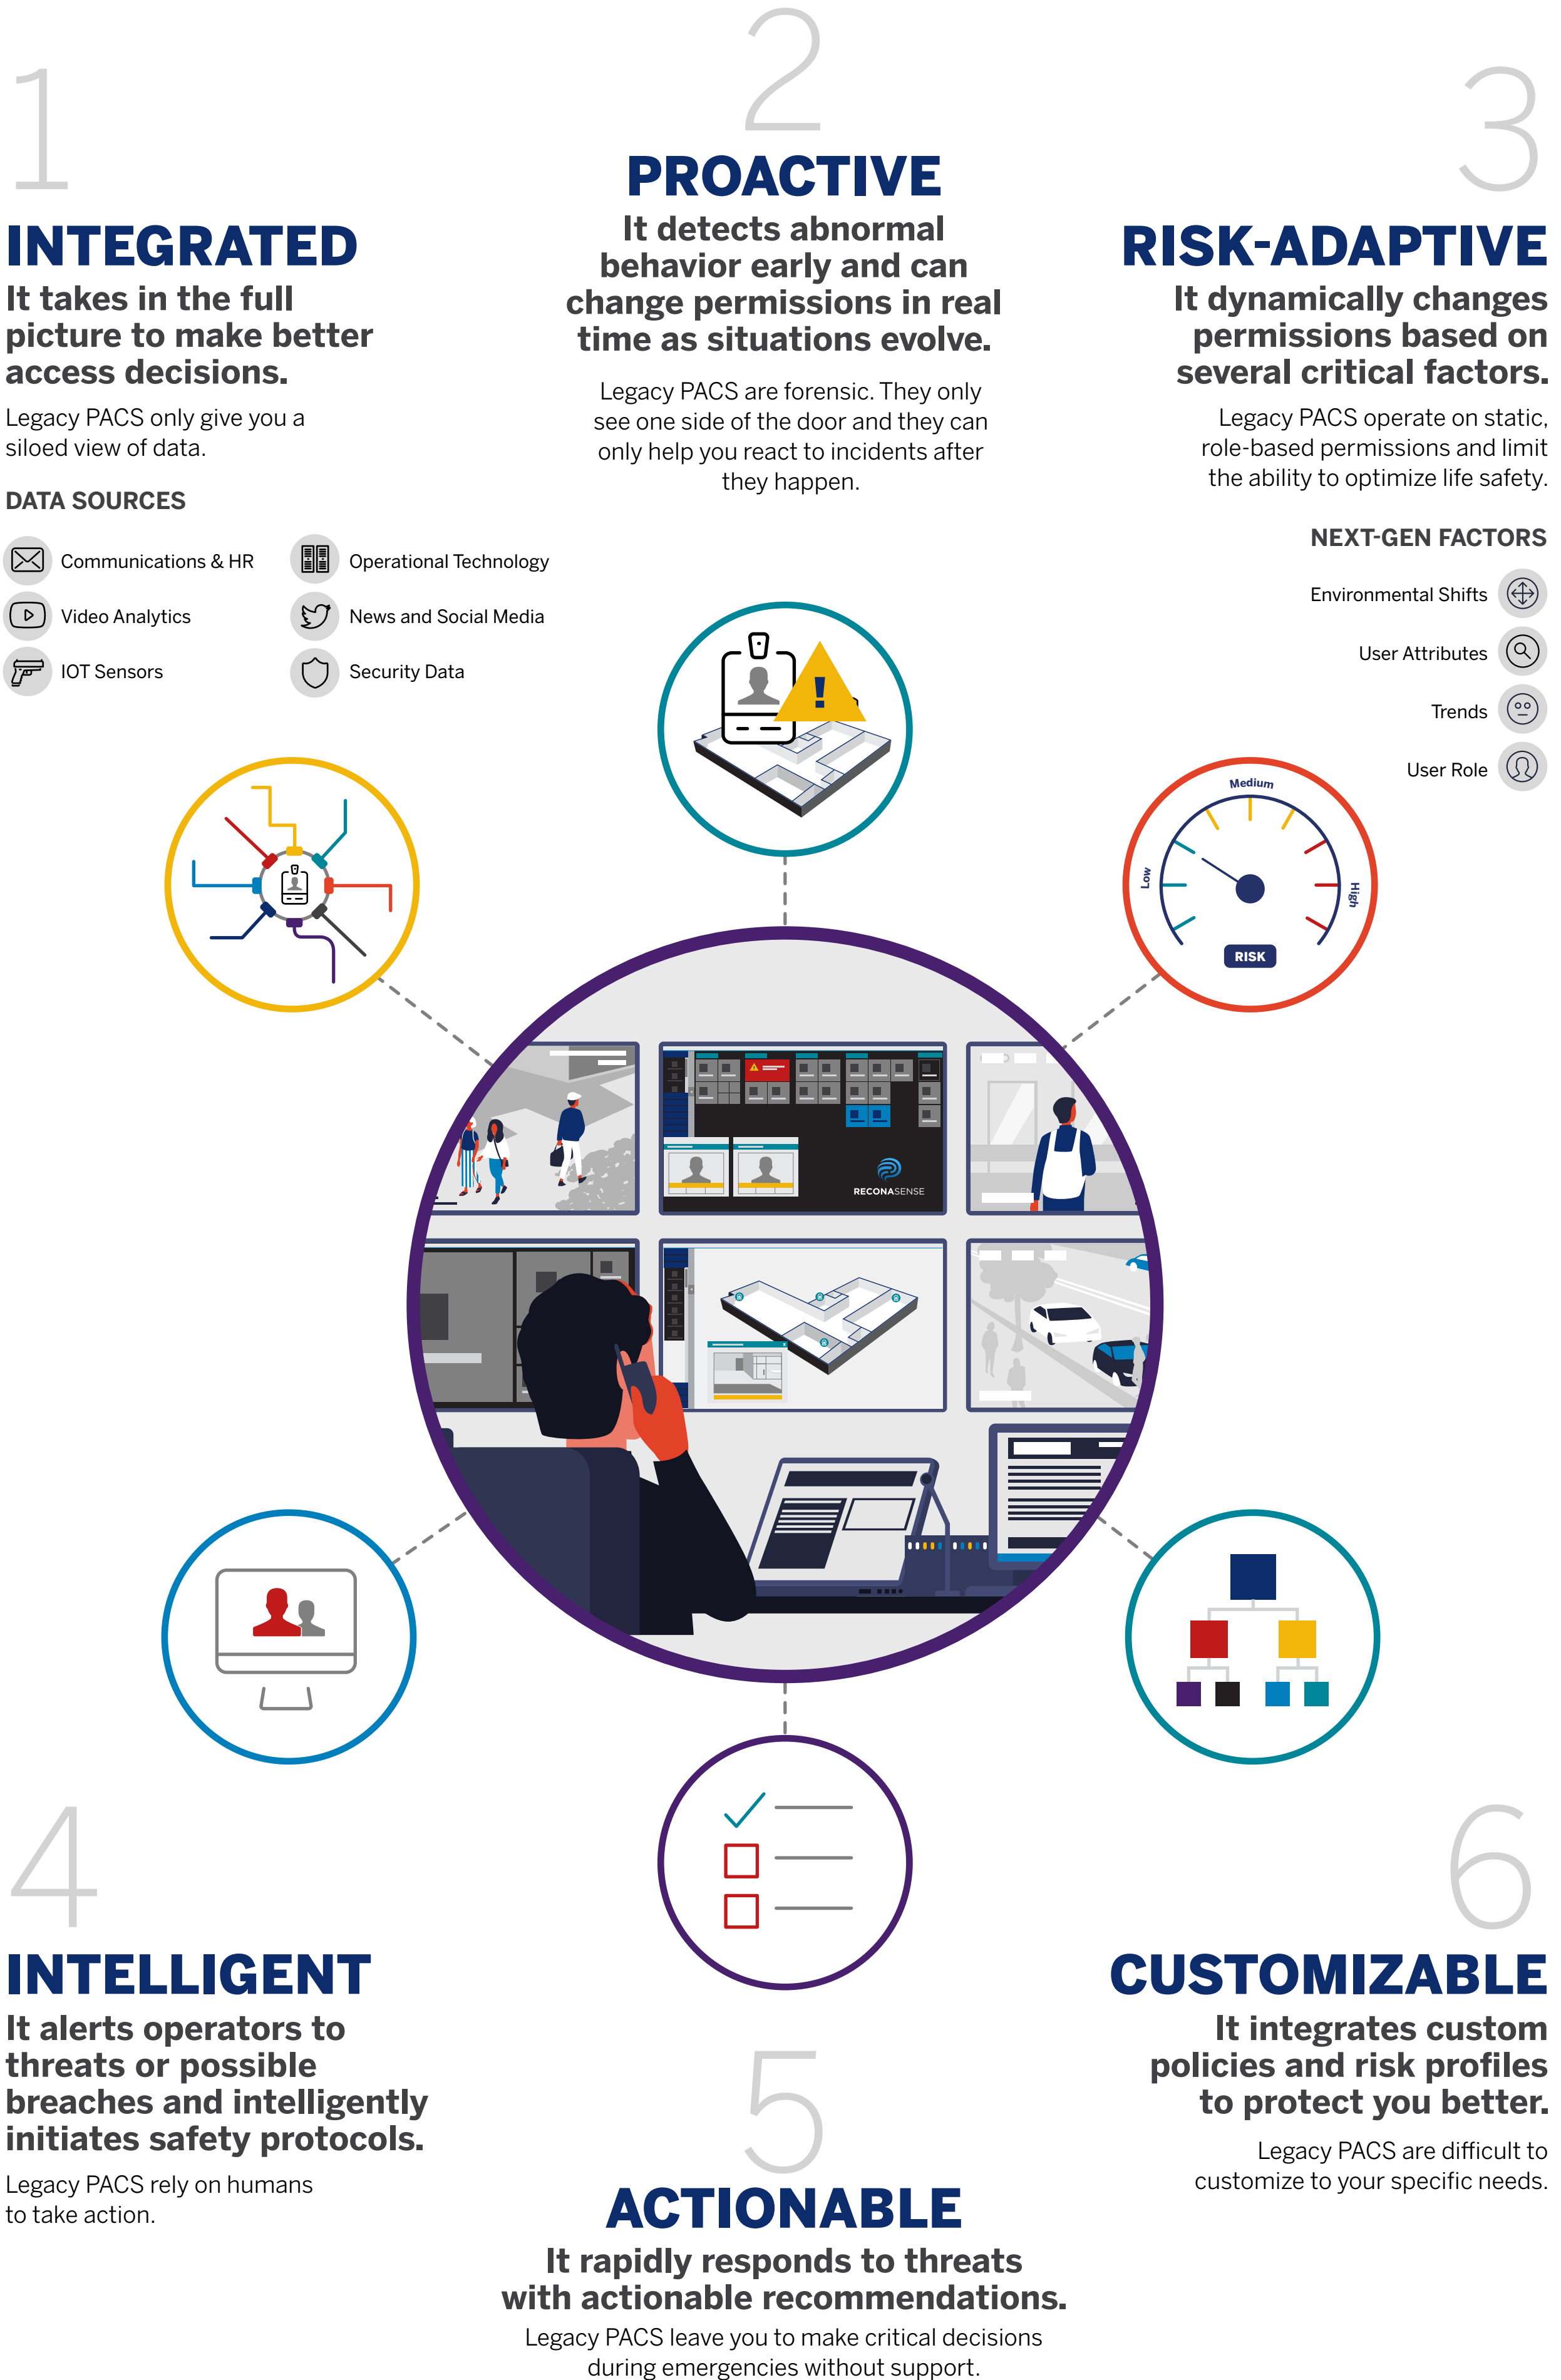 1
INTEGRATED
It takes in the full
picture to make better
access decisions.
Legacy PACS only give you a
siloed view of data.
DATA SOURCES
Communications & HR
Video Analytics
IOT Sensors
Operational Technology
News and Social Media
Security Data
2
PROACTIVE
It detects abnormal
behavior early and can
change permissions in real
time as situations evolve.
Legacy PACS are forensic. They only
see one side of the door and they can
only help you react to incidents after
they happen.
!
3
RISK-ADAPTIVE
It dynamically changes
permissions based on
several critical factors.
Legacy PACS operate on static,
role-based permissions and limit
the ability to optimize life safety.
NEXT-GEN FACTORS
Environmental Shifts
User Attributes
Trends
User Role
Medium
Low
High
RISK
RECONASENSE
4
INTELLIGENT
It alerts operators to
threats or possible
breaches and intelligently
initiates safety protocols.
Legacy PACS rely on humans
to take action.
5
ACTIONABLE
It rapidly responds to threats
with actionable recommendations.
Legacy PACS leave you to make critical decisions
during emergencies without support.
6
CUSTOMIZABLE
It integrates custom
policies and risk profiles
to protect you better.
Legacy PACS are difficult to
customize to your specific needs.